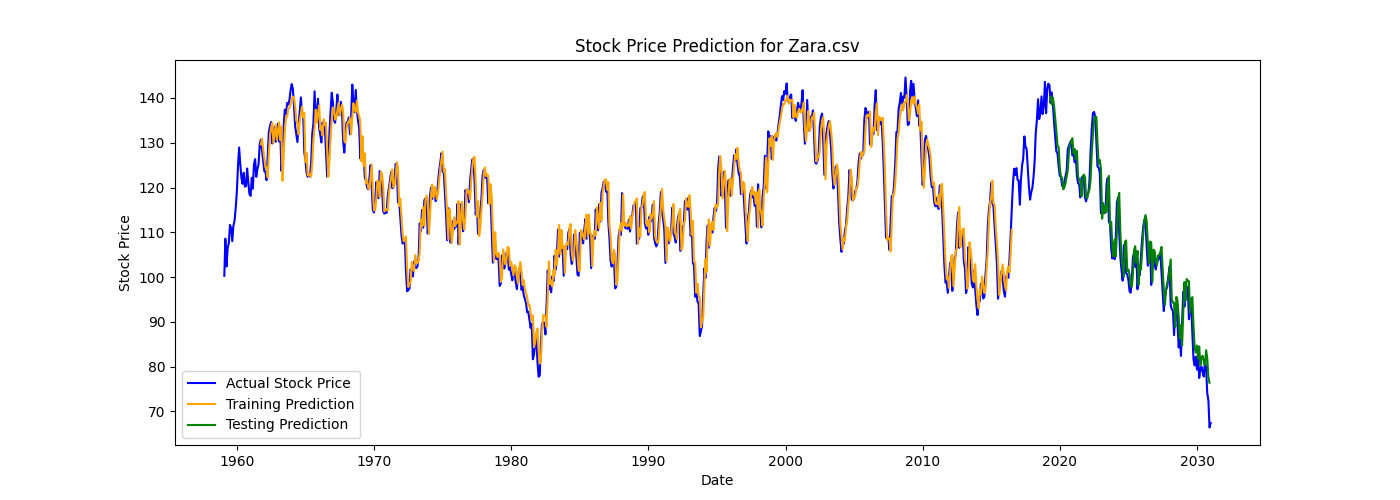 Stock Price Prediction for Zara.csv
140
130
120
110
100
90
80
70
Stock Price
Actual Stock Price
Training Prediction
Testing Prediction
1960 1970 1980 1990 2000 2010 2020 2030
Date